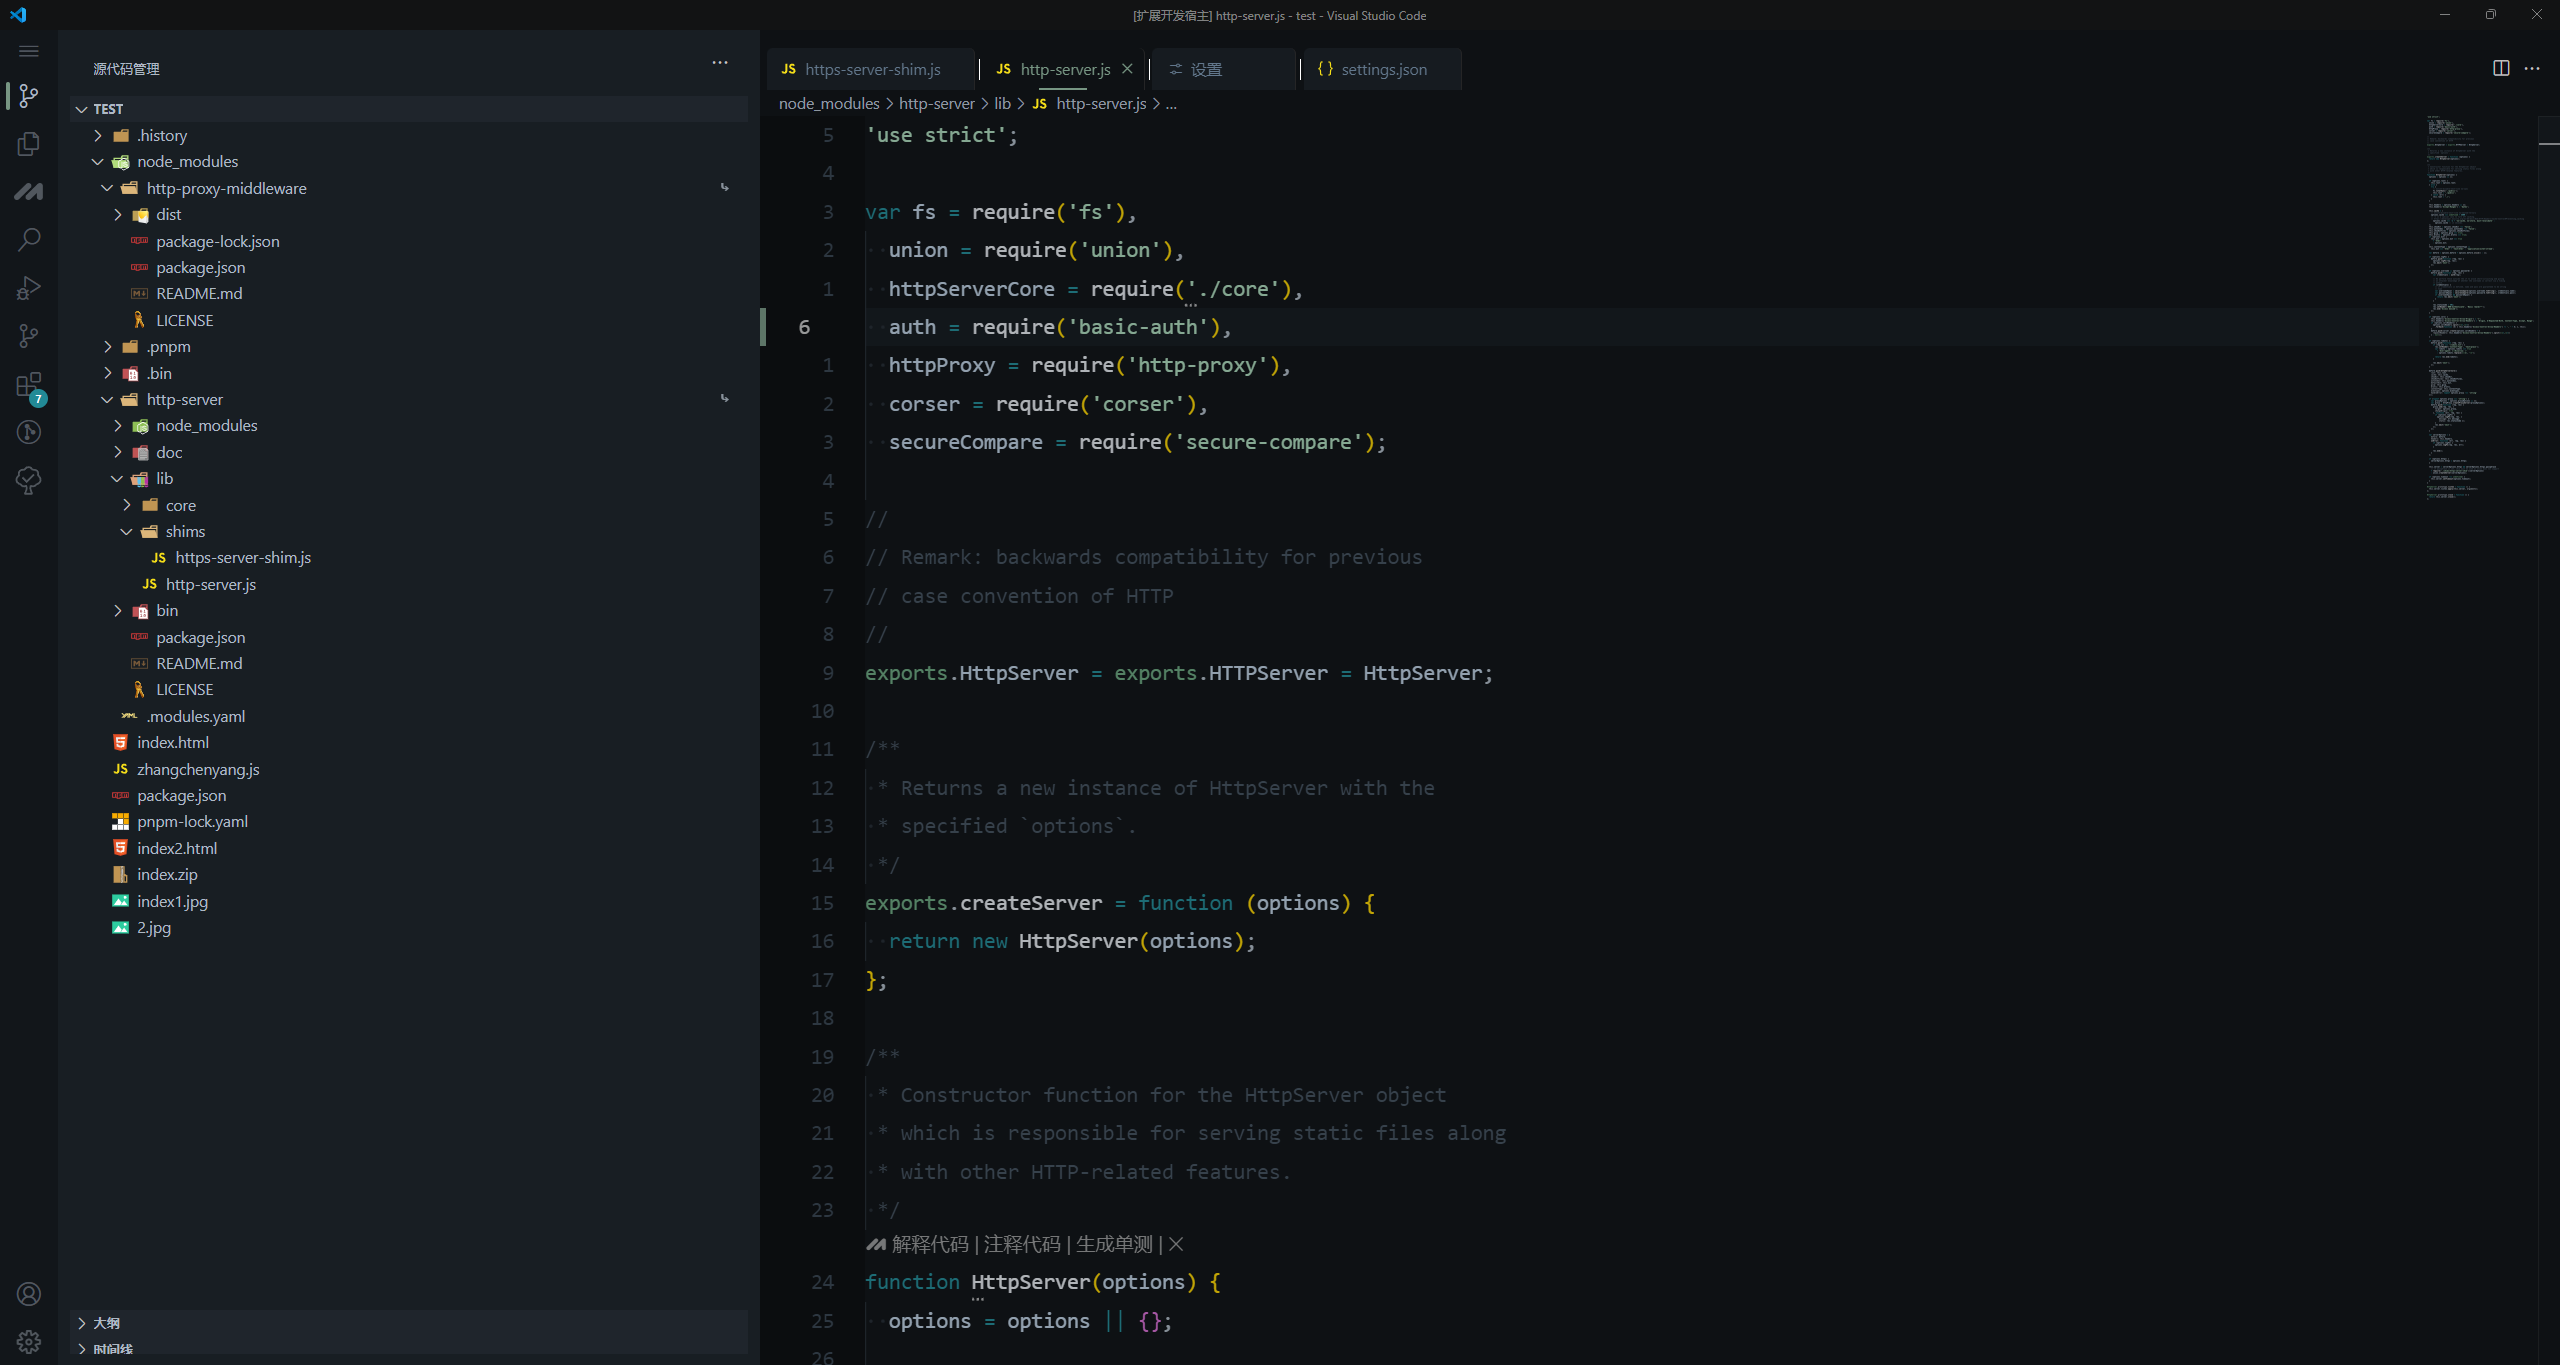 [扩展开发宿主] http-server.js - test - Visual Studio Code
源代码管理
TEST
.history
node_modules
http-proxy-middleware
dist
package-lock.json
package.json
README.md
LICENSE
.pnpm
.bin
http-server
node_modules
doc
lib
core
shims
JS https-server-shim.js
JS http-server.js
bin
package.json
README.md
LICENSE
.modules.yaml
index.html
JS zhangchenyang.js
package.json
pnpm-lock.yaml
index2.html
index.zip
index1.jpg
2.jpg
大纲
时间线
7
JS https-server-shim.js
JS http-server.js
设置
{} settings.json
node_modules > http-server > lib > JS http-server.js > ...
5 'use strict';
4
3 var fs = require('fs'),
2 union = require('union'),
1 httpServerCore = require('./core'),
6 auth = require('basic-auth'),
1 httpProxy = require('http-proxy'),
2 corser = require('corser'),
3 secureCompare = require('secure-compare');
4
5 //
6 // Remark: backwards compatibility for previous
7 // case convention of HTTP
8 //
9 exports.HttpServer = exports.HTTPServer = HttpServer;
10
11 /**
12 * Returns a new instance of HttpServer with the
13 * specified `options`.
14 */
15 exports.createServer = function (options) {
16 return new HttpServer(options);
17 };
18
19 /**
20 * Constructor function for the HttpServer object
21 * which is responsible for serving static files along
22 * with other HTTP-related features.
23 */
解释代码 | 注释代码 | 生成单测 | ✕
24 function HttpServer(options) {
25 options = options || {};
26